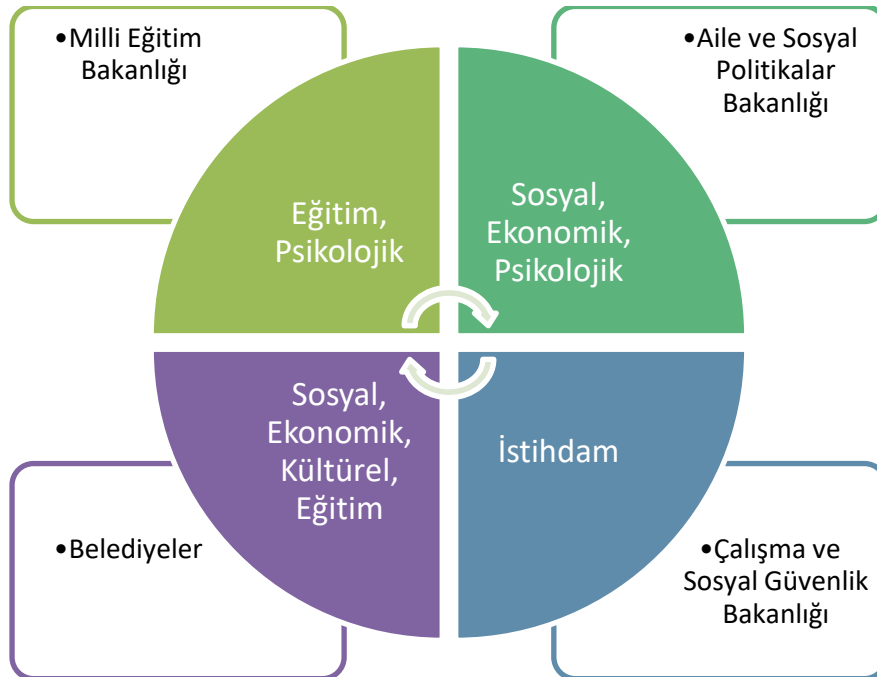 •Milli Eğitim
Bakanlığı
•Aile ve Sosyal
Politikalar
Bakanlığı
Eğitim,
Psikolojik
Sosyal,
Ekonomik,
Psikolojik
Sosyal,
Ekonomik,
Kültürel,
Eğitim
İstihdam
•Belediyeler
•Çalışma ve
Sosyal Güvenlik
Bakanlığı